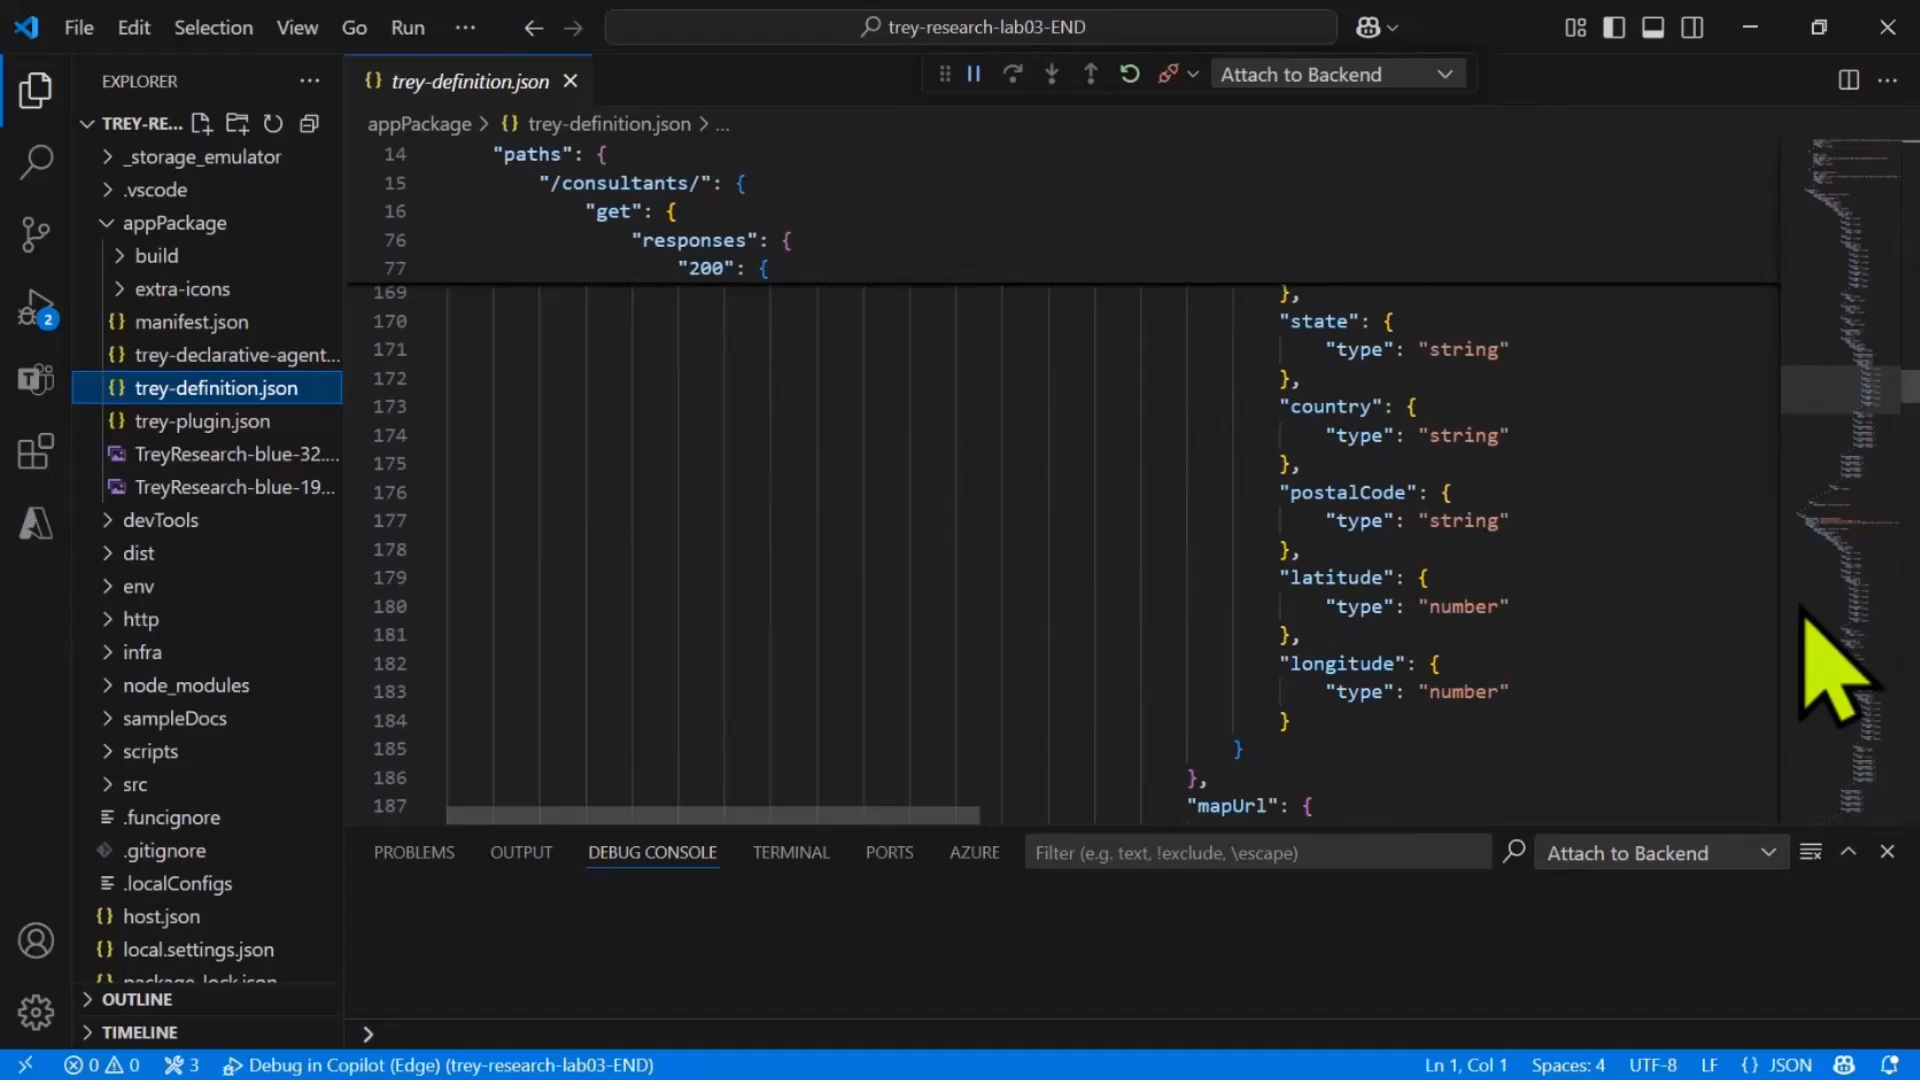 File Edit Selection View Go Run ··· trey-research-lab03-END
EXPLORER ···
TREY-RE...
_storage_emulator
.vscode
appPackage
build
extra-icons
{} manifest.json
{} trey-declarative-agent...
{} trey-definition.json
{} trey-plugin.json
TreyResearch-blue-32....
TreyResearch-blue-19...
devTools
dist
env
http
infra
node_modules
sampleDocs
scripts
src
.funcignore
.gitignore
.localConfigs
{} host.json
{} local.settings.json
{} package-lock.json
OUTLINE
TIMELINE
2
{} trey-definition.json
Attach to Backend
appPackage > {} trey-definition.json > ...
14 "paths": {
15 "/consultants/": {
16 "get": {
76 "responses": {
77 "200": {
169 },
170 "state": {
171 "type": "string"
172 },
173 "country": {
174 "type": "string"
175 },
176 "postalCode": {
177 "type": "string"
178 },
179 "latitude": {
180 "type": "number"
181 },
182 "longitude": {
183 "type": "number"
184 }
185 }
186 },
187 "mapUrl": {
PROBLEMS OUTPUT DEBUG CONSOLE TERMINAL PORTS AZURE Filter (e.g. text, !exclude, \escape) Attach to Backend
>
0 0 3 Debug in Copilot (Edge) (trey-research-lab03-END) Ln 1, Col 1 Spaces: 4 UTF-8 LF {} JSON